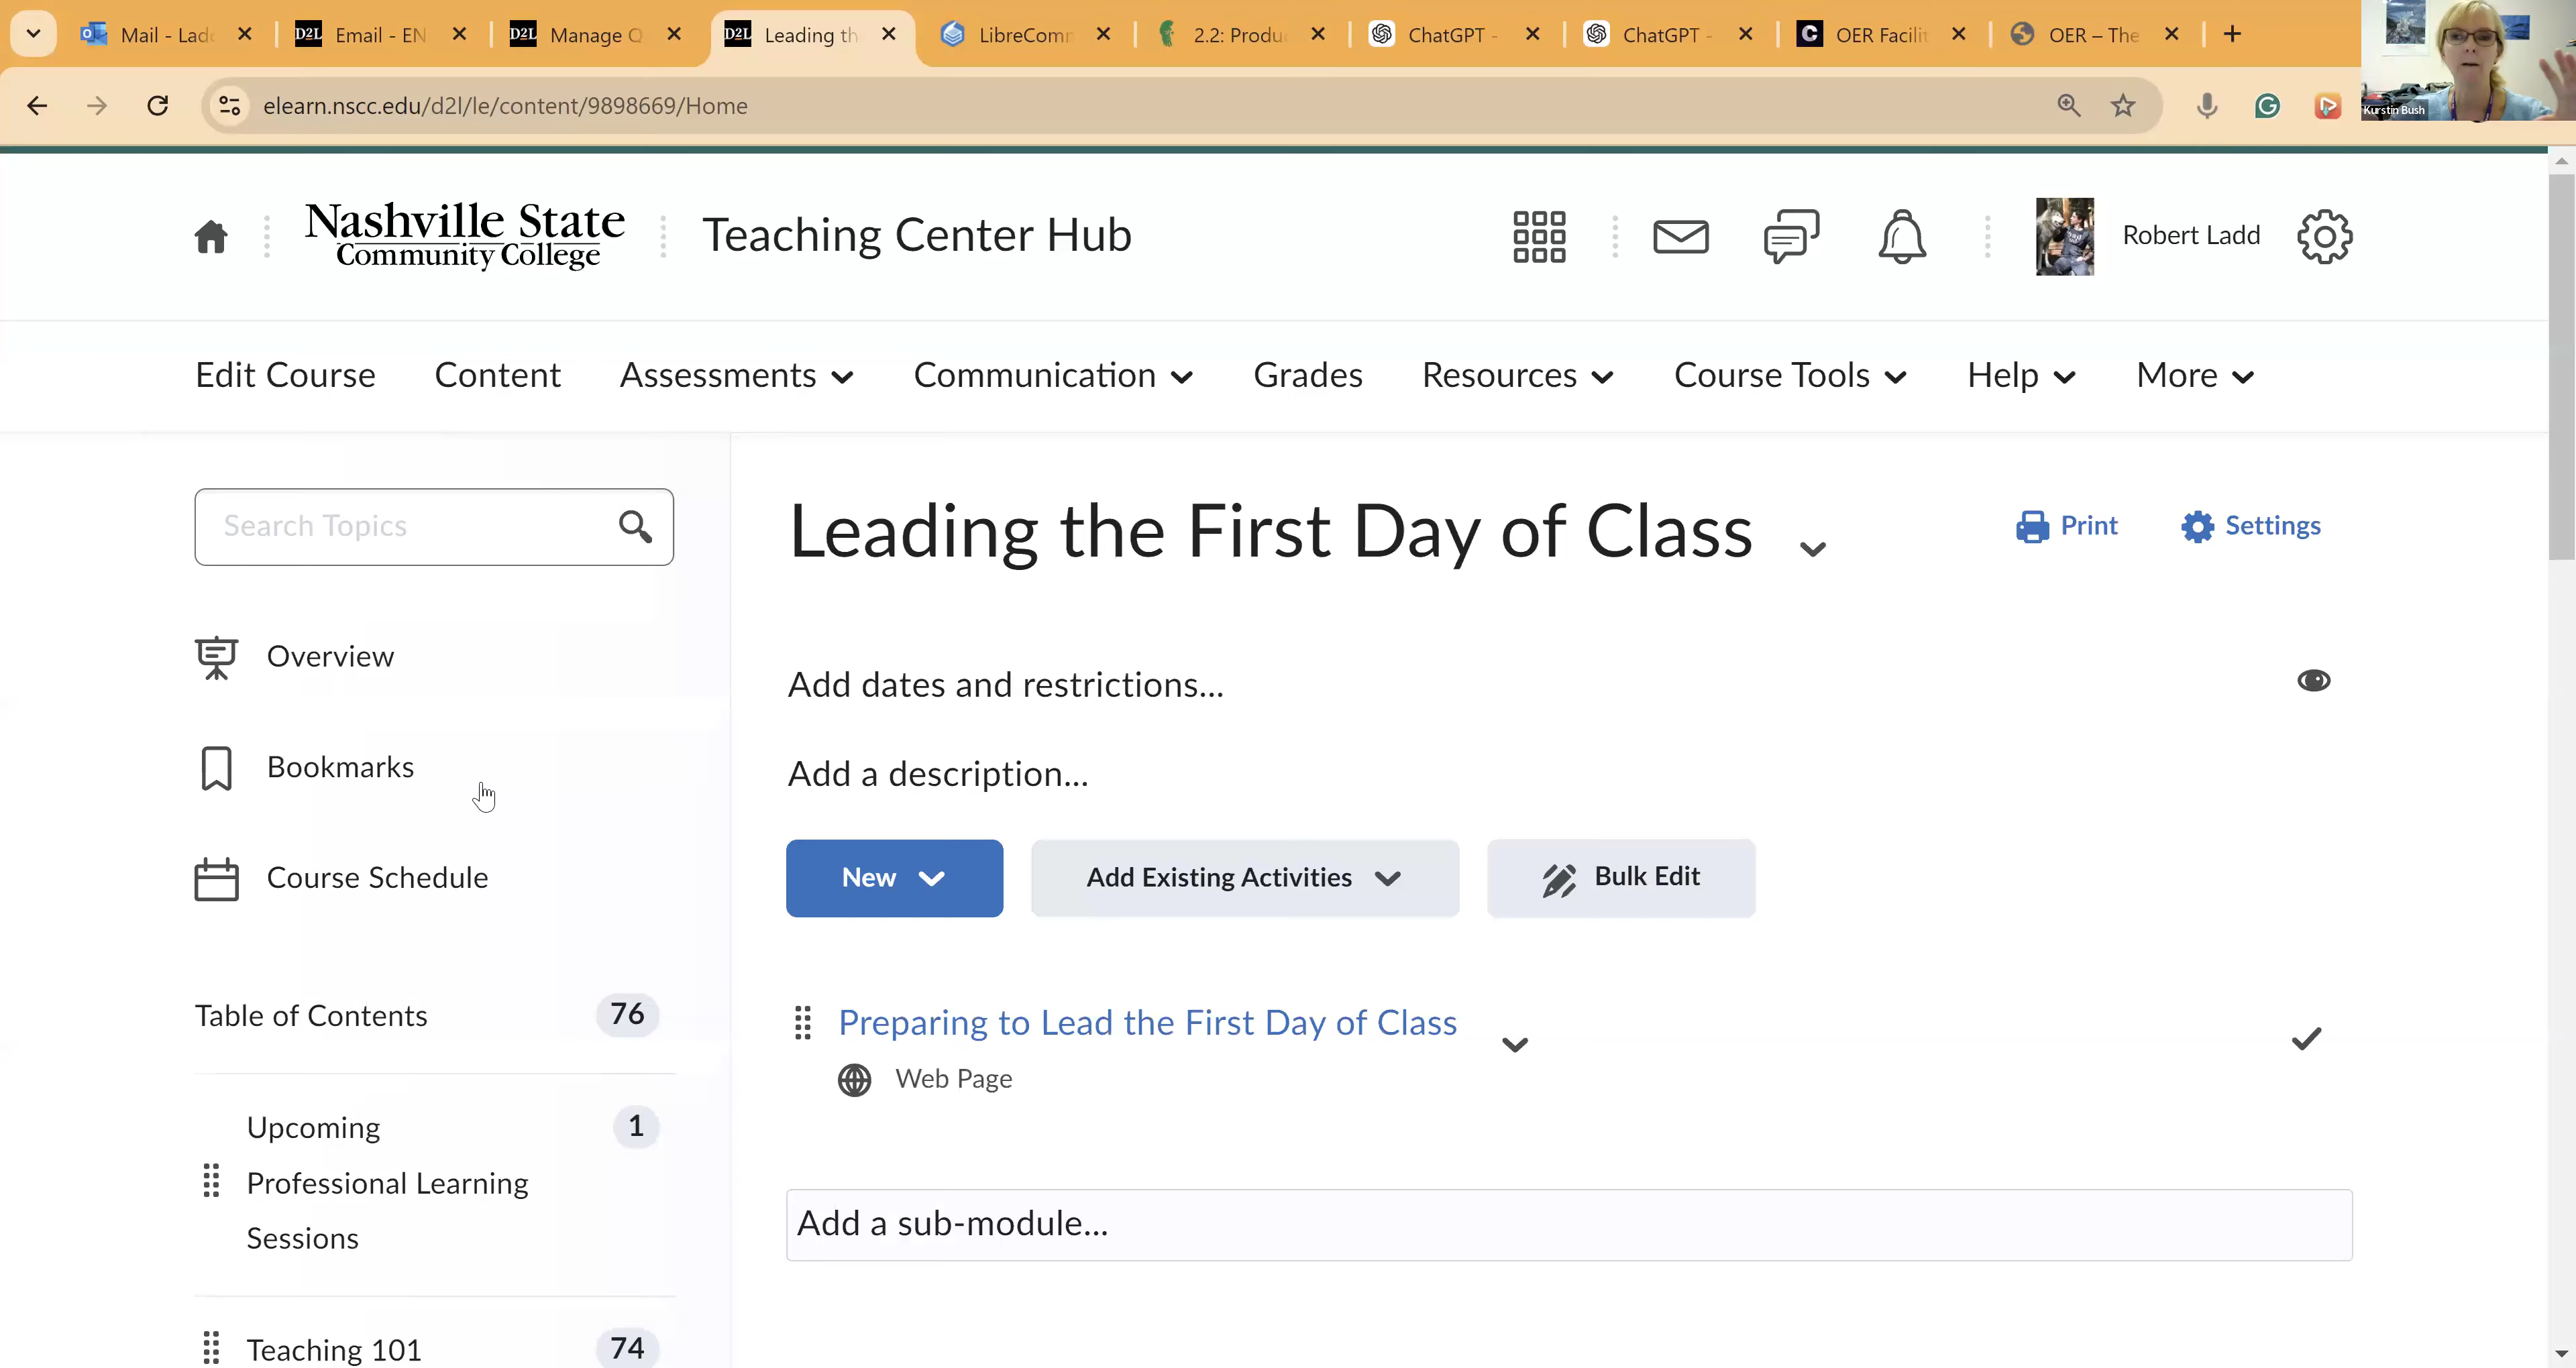 Mail - Lad
Email - EN
Manage Q
Leading th
LibreComm
2.2: Produ
ChatGPT -
ChatGPT -
OER Facilit
OER – The
elearn.nscc.edu/d2l/le/content/9898669/Home
Kurstin Bush
Nashville State
Community College
Teaching Center Hub
Robert Ladd
Edit Course
Content
Assessments
Communication
Grades
Resources
Course Tools
Help
More
Search Topics
Overview
Bookmarks
Course Schedule
Table of Contents
76
Upcoming
Professional Learning
Sessions
1
Teaching 101
74
Leading the First Day of Class
Print
Settings
Add dates and restrictions...
Add a description...
New
Add Existing Activities
Bulk Edit
Preparing to Lead the First Day of Class
Web Page
Add a sub-module...